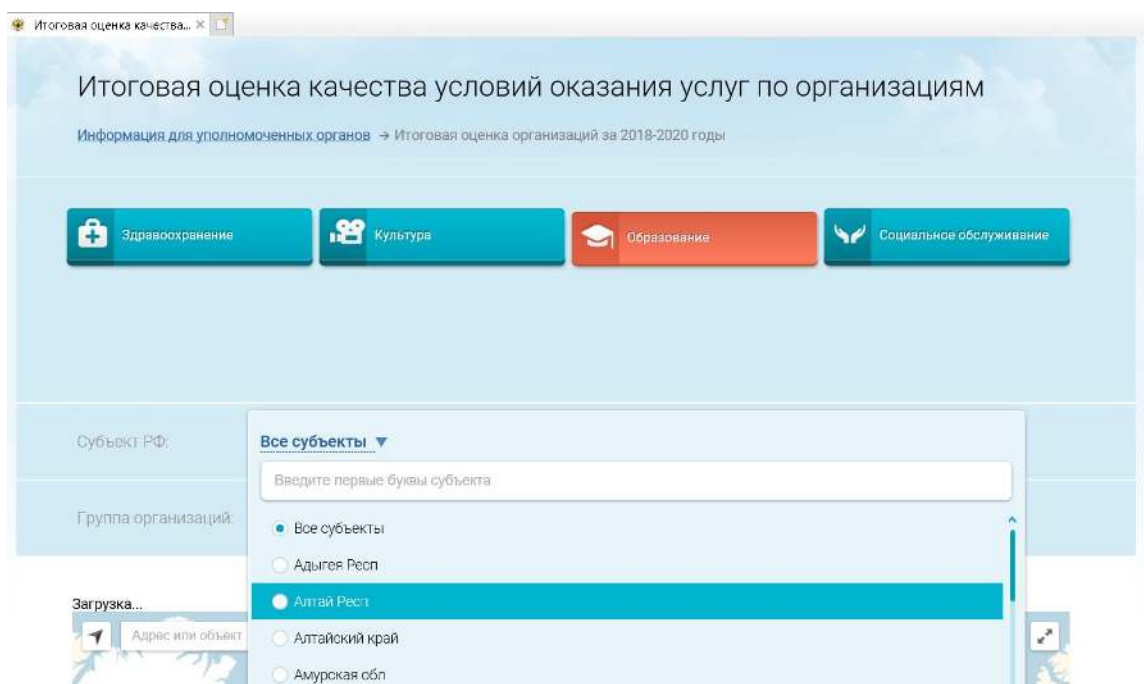 Итоговая оценка качества...
Итоговая оценка качества условий оказания услуг по организациям
Информация для уполномоченных органов → Итоговая оценка организаций за 2018-2020 годы
Здравоохранение
Культура
Образование
Социальное обслуживание
Субъект РФ:
Все субъекты ▼
Введите первые буквы субъекта
Группа организаций:
Все субъекты
Адыгея Респ
Алтай Респ
Загрузка...
Адрес или объект
Алтайский край
Амурская обл